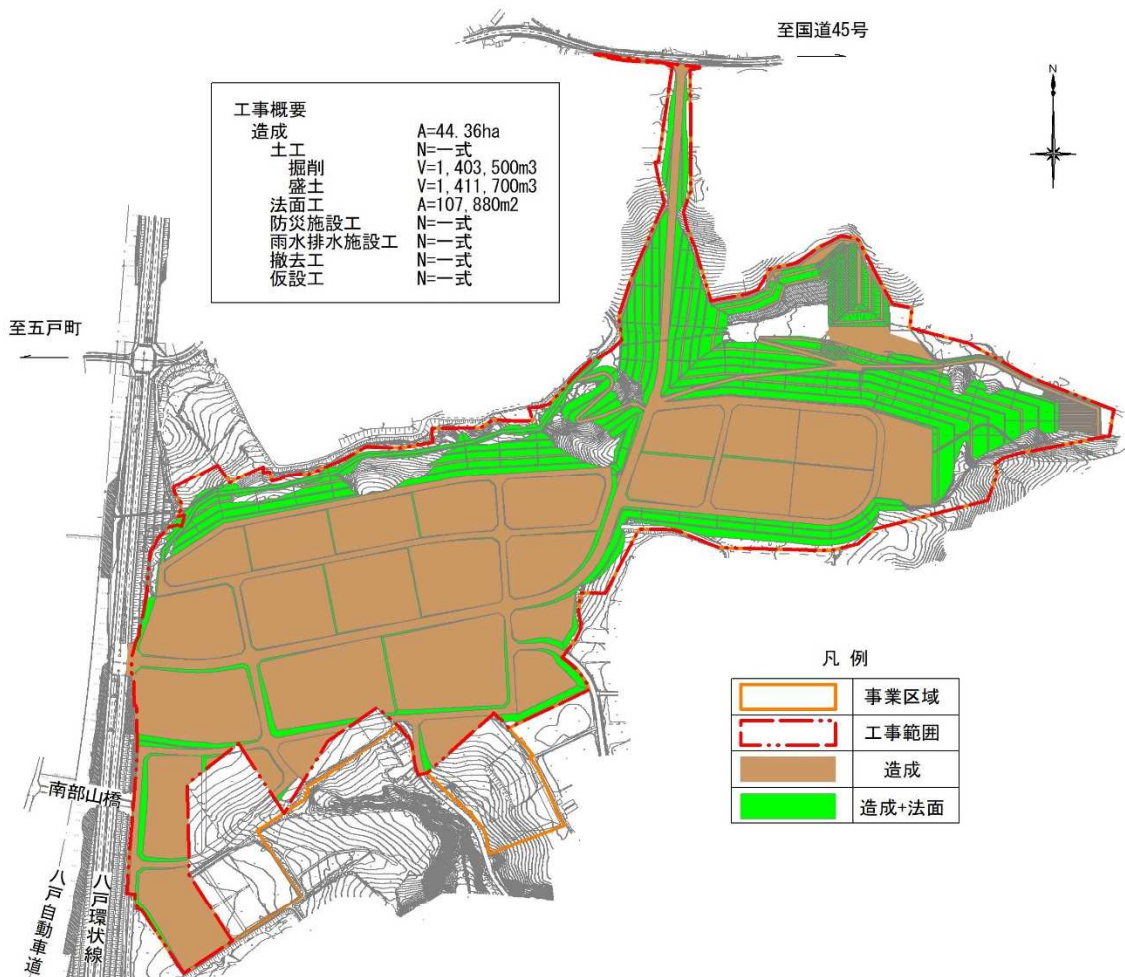 至国道45号
N
工事概要
造成 A=44.36ha
土工 N=一式
掘削 V=1,403,500m3
盛土 V=1,411,700m3
法面工 A=107,880m2
防災施設工 N=一式
雨水排水施設工 N=一式
撤去工 N=一式
仮設工 N=一式
至五戸町
凡 例
事業区域
工事範囲
造成
造成+法面
南部山橋
八戸環状線
八戸自動車道